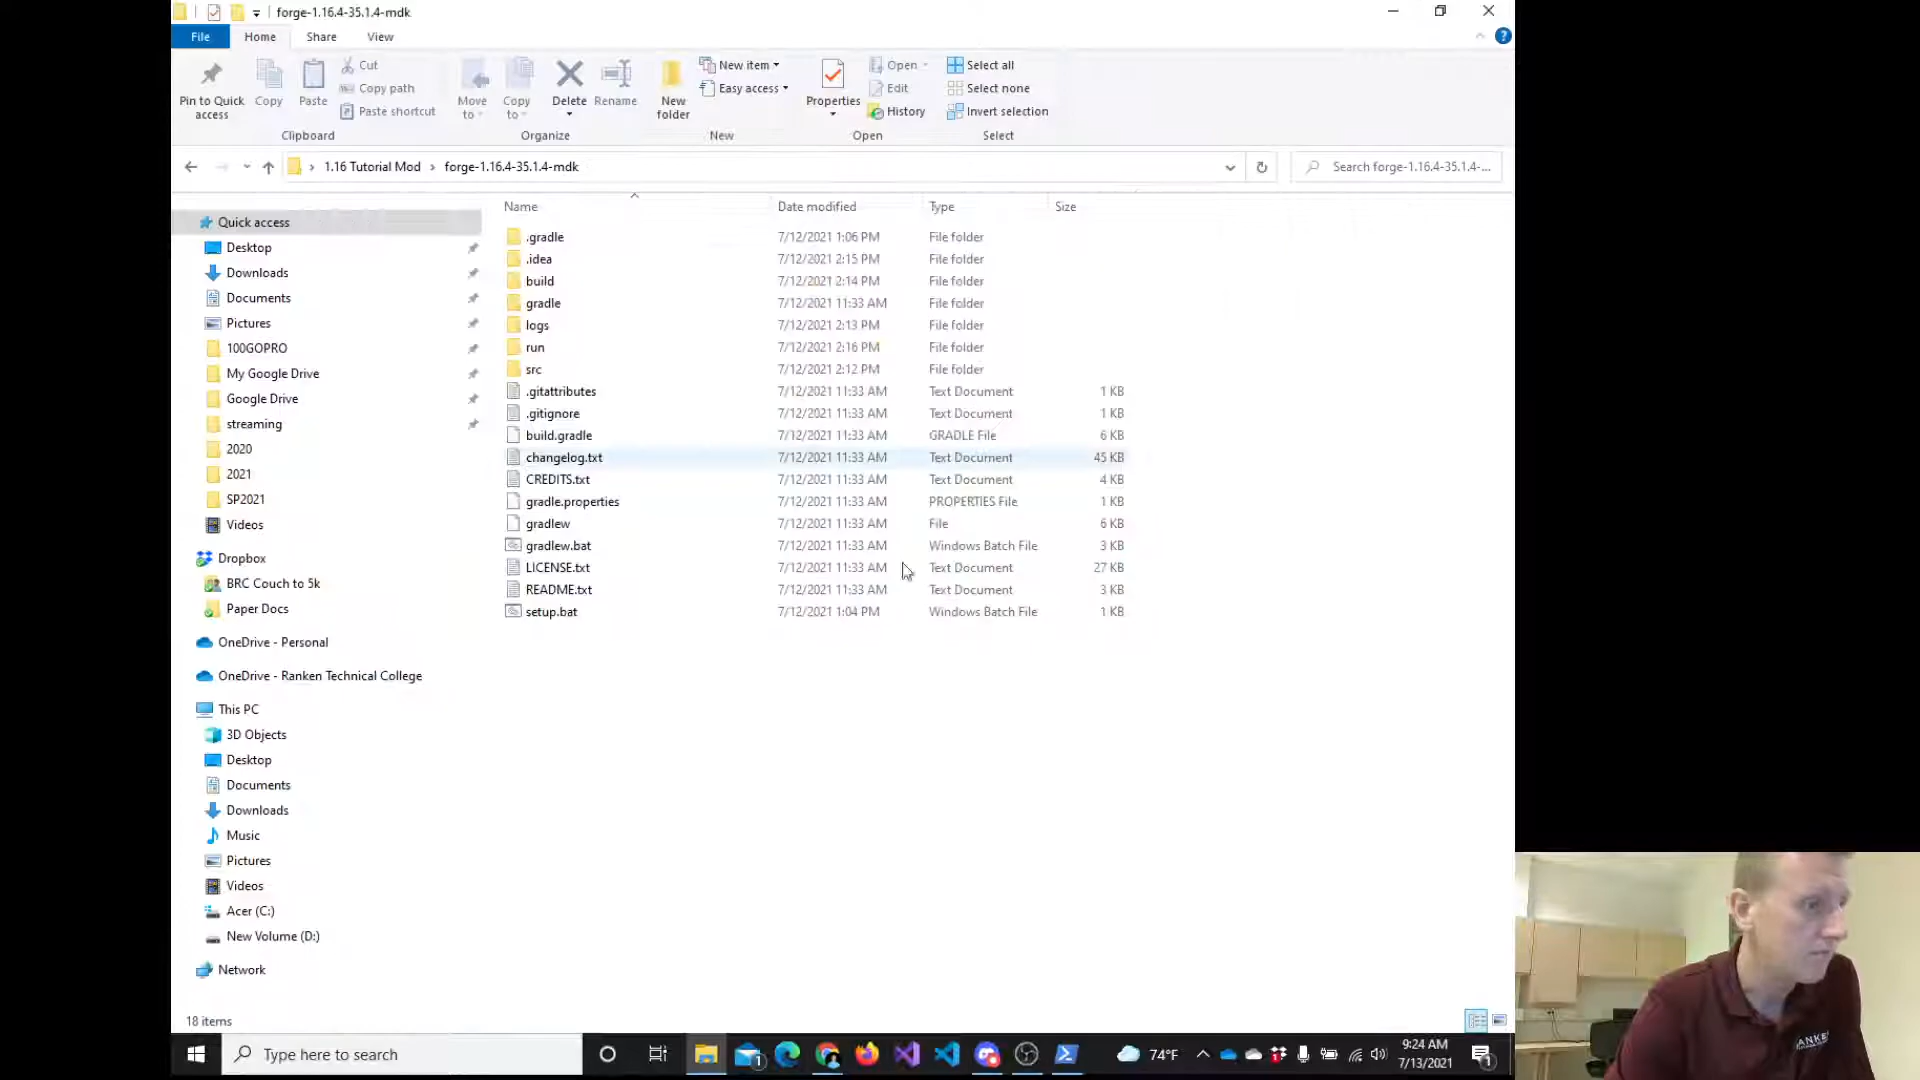 forge-1.16.4-35.1.4-mdk
File Home Share View
Pin to Quick access
Copy
Paste
Cut
Copy path
Paste shortcut
Clipboard
Move to
Copy to
Delete
Rename
Organize
New folder
New item
Easy access
New
Properties
Open
Edit
History
Open
Select all
Select none
Invert selection
Select
1.16 Tutorial Mod › forge-1.16.4-35.1.4-mdk
Search forge-1.16.4-35.1.4-...
Quick access
Desktop
Downloads
Documents
Pictures
100GOPRO
My Google Drive
Google Drive
streaming
2020
2021
SP2021
Videos
Dropbox
BRC Couch to 5k
Paper Docs
OneDrive - Personal
OneDrive - Ranken Technical College
This PC
3D Objects
Desktop
Documents
Downloads
Music
Pictures
Videos
Acer (C:)
New Volume (D:)
Network
Name Date modified Type Size
.gradle 7/12/2021 1:06 PM File folder
.idea 7/12/2021 2:15 PM File folder
build 7/12/2021 2:14 PM File folder
gradle 7/12/2021 11:33 AM File folder
logs 7/12/2021 2:13 PM File folder
run 7/12/2021 2:16 PM File folder
src 7/12/2021 2:12 PM File folder
.gitattributes 7/12/2021 11:33 AM Text Document 1 KB
.gitignore 7/12/2021 11:33 AM Text Document 1 KB
build.gradle 7/12/2021 11:33 AM GRADLE File 6 KB
changelog.txt 7/12/2021 11:33 AM Text Document 45 KB
CREDITS.txt 7/12/2021 11:33 AM Text Document 4 KB
gradle.properties 7/12/2021 11:33 AM PROPERTIES File 1 KB
gradlew 7/12/2021 11:33 AM File 6 KB
gradlew.bat 7/12/2021 11:33 AM Windows Batch File 3 KB
LICENSE.txt 7/12/2021 11:33 AM Text Document 27 KB
README.txt 7/12/2021 11:33 AM Text Document 3 KB
setup.bat 7/12/2021 1:04 PM Windows Batch File 1 KB
18 items
Type here to search
74°F
9:24 AM
7/13/2021